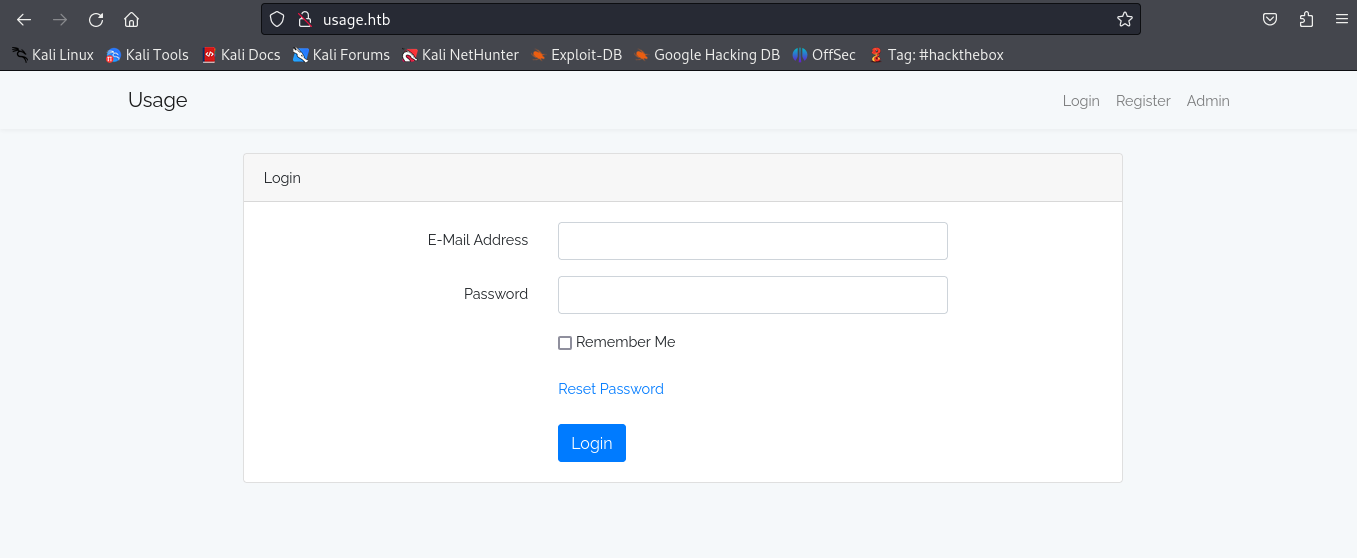 usage.htb
Kali Linux Kali Tools Kali Docs Kali Forums Kali NetHunter Exploit-DB Google Hacking DB OffSec Tag: #hackthebox
Usage Login Register Admin
Login
E-Mail Address
Password
Remember Me
Reset Password
Login